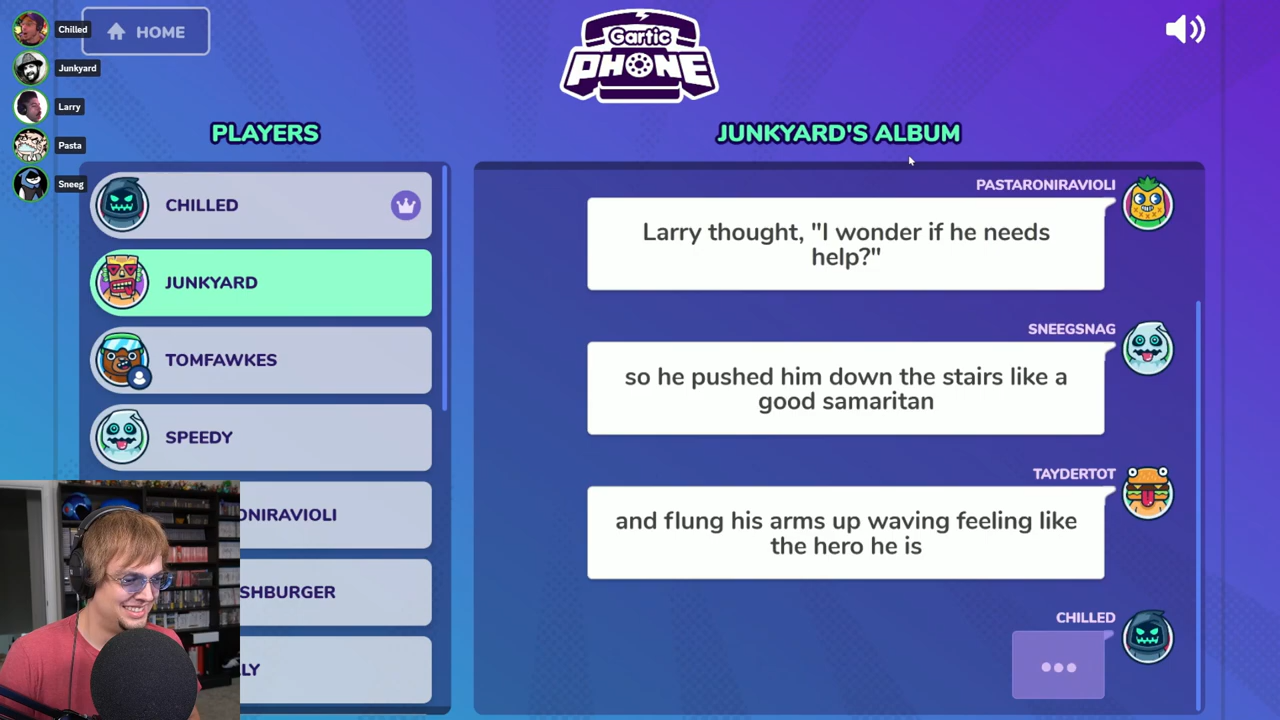 Chilled
Junkyard
Larry
Pasta
Sneeg
HOME
Gartic
PHONE
PLAYERS
CHILLED
JUNKYARD
TOMFAWKES
SPEEDY
ONIRAVIOLI
SHBURGER
LY
JUNKYARD'S ALBUM
PASTARONIRAVIOLI
Larry thought, "I wonder if he needs
help?"
SNEEGSNAG
so he pushed him down the stairs like a
good samaritan
TAYDERTOT
and flung his arms up waving feeling like
the hero he is
CHILLED
...